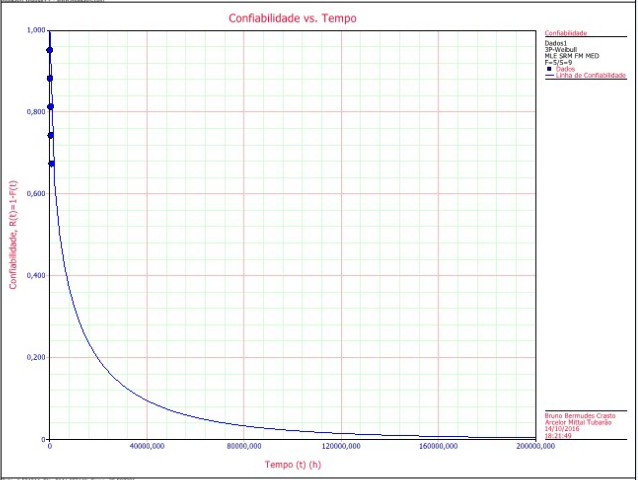 Confiabilidade vs. Tempo
Confiabilidade
Dados1
3P-Weibull
MLE SRM FM MED
F=5/S=9
Dados
Linha de Confiabilidade
1,000
0,800
0,600
0,400
0,200
0
Confiabilidade, R(t)=1-F(t)
0
40000,000
80000,000
120000,000
160000,000
200000,000
Tempo (t) (h)
Bruno Bermudes Crasto
Arcelor Mittal Tubarão
14/10/2016
18:21:49